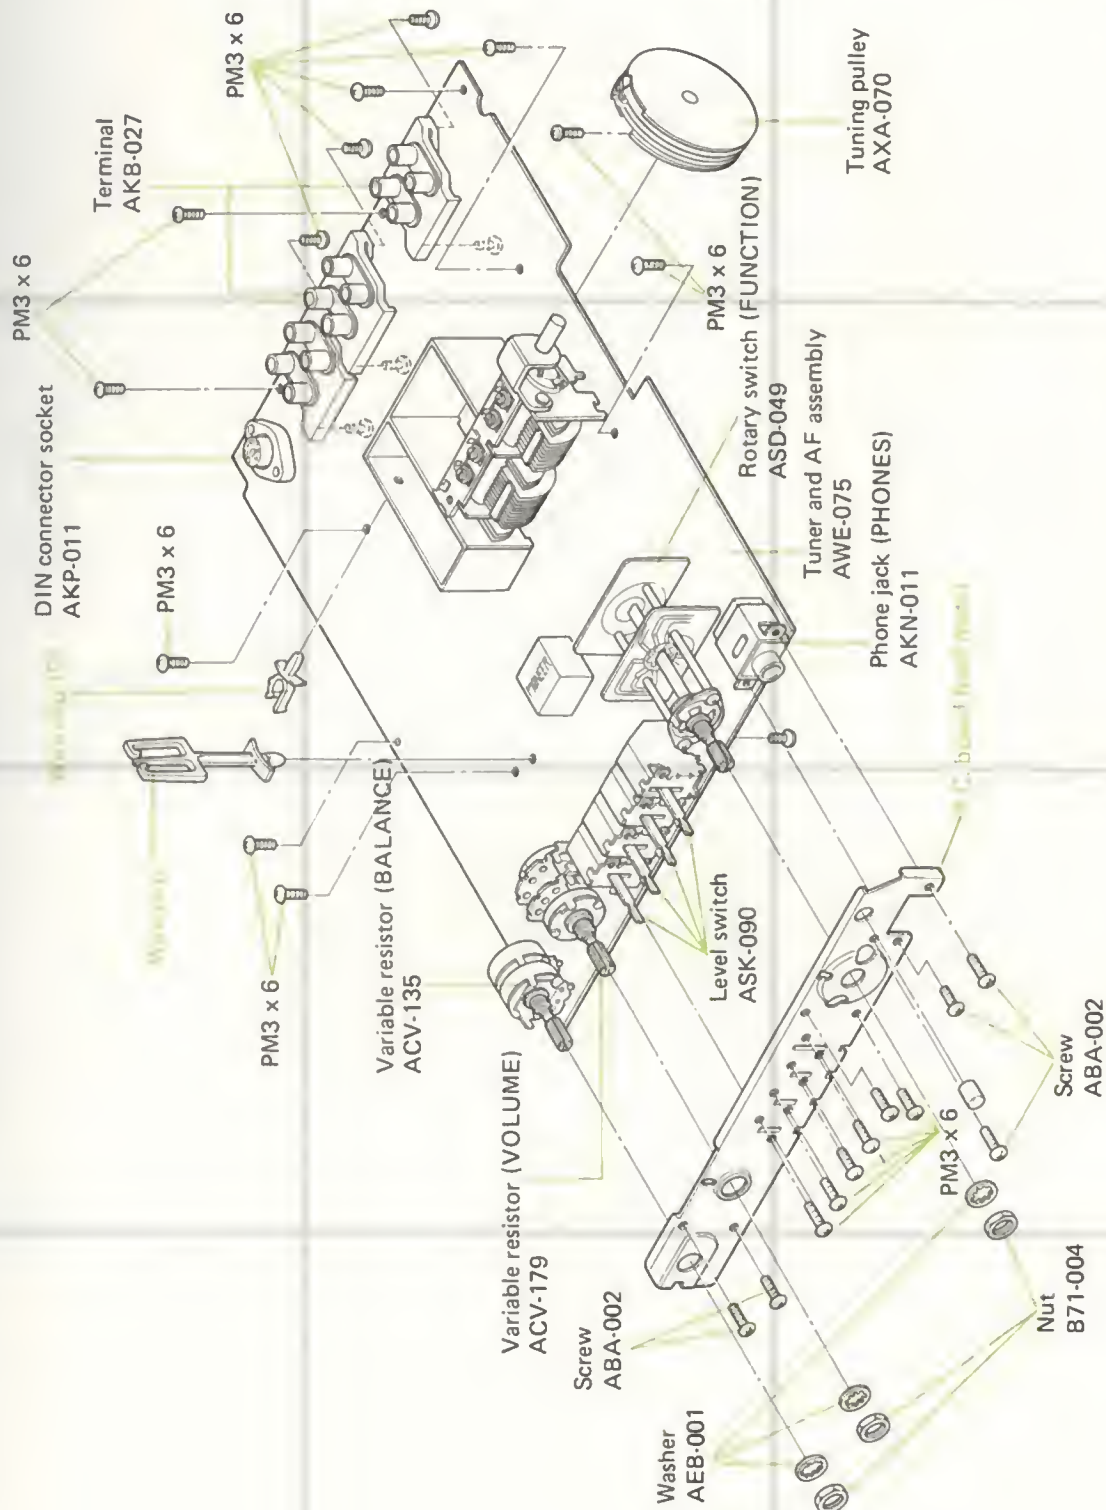 PM3 x 6
Terminal
AKB-027
PM3 x 6
DIN connector socket
AKP-011
PM3 x 6
PM3 x 6
Variable resistor (BALANCE)
ACV-135
Variable resistor (VOLUME)
ACV-179
Screw
ABA-002
Washer
AEB-001
Tuning pulley
AXA-070
PM3 x 6
Rotary switch (FUNCTION)
ASD-049
Tuner and AF assembly
AWE-075
Phone jack (PHONES)
AKN-011
PIONEER
Level switch
ASK-090
Screw
ABA-002
PM3 x 6
Nut
B71-004